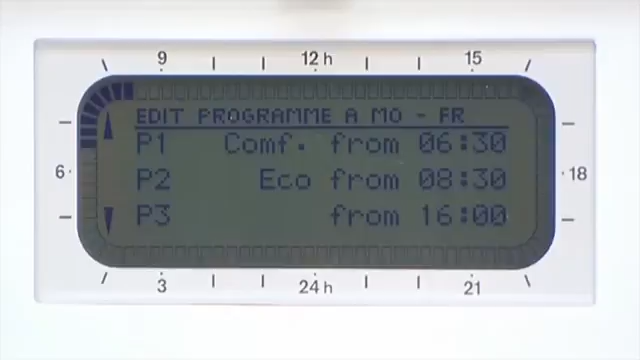 9 12 h 15
EDIT PROGRAMME A MO - FR
P1 Comf. from 06:30
6 P2 Eco from 08:30 18
P3 from 16:00
3 24 h 21